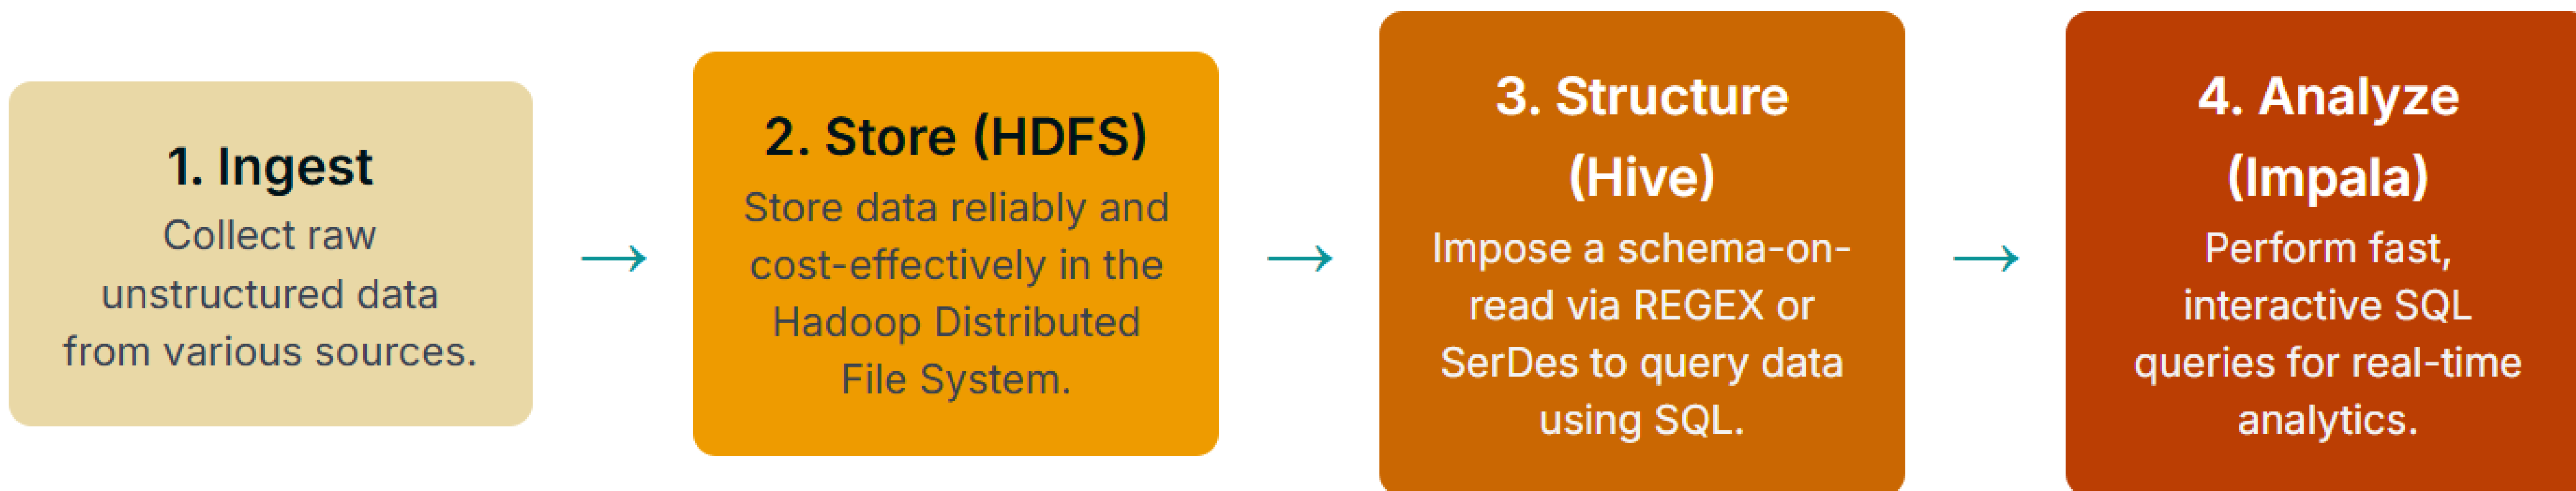 1. Ingest
Collect raw
unstructured data
from various sources.
2. Store (HDFS)
Store data reliably and
cost-effectively in the
Hadoop Distributed
File System.
3. Structure
(Hive)
Impose a schema-on-
read via REGEX or
SerDes to query data
using SQL.
4. Analyze
(Impala)
Perform fast,
interactive SQL
queries for real-time
analytics.